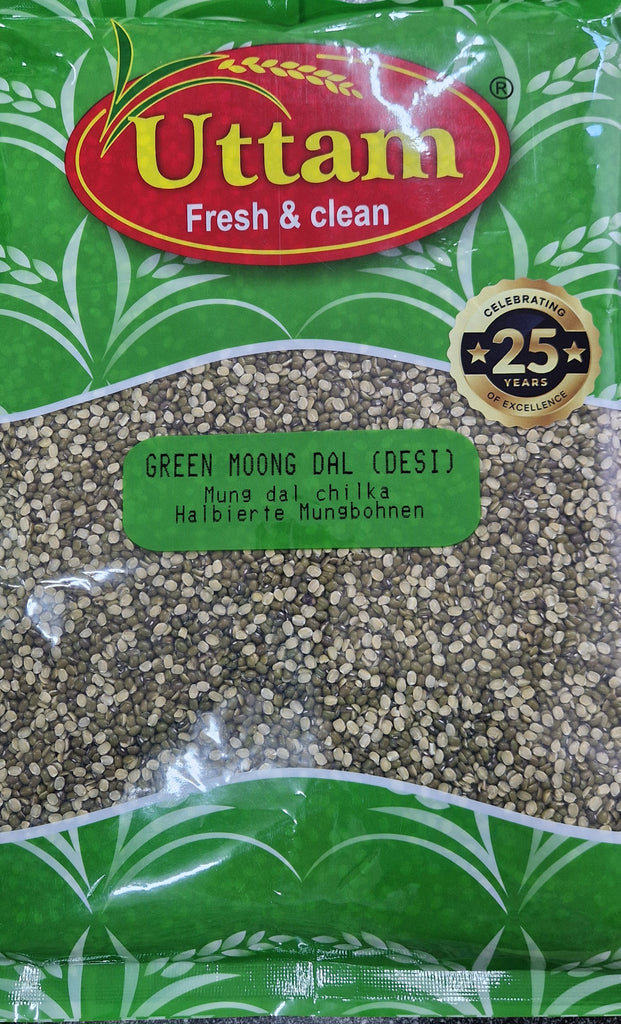 Uttam
®
Fresh & clean
CELEBRATING
25
YEARS
OF EXCELLENCE
GREEN MOONG DAL (DESI)
Mung dal chilka
Halbierte Mungbohnen